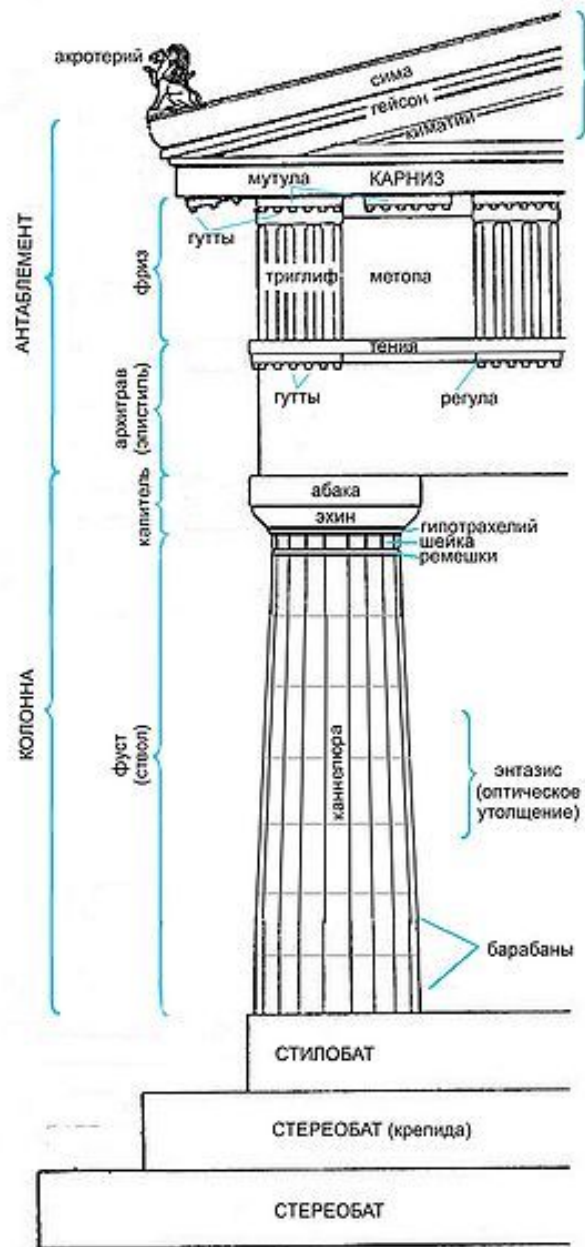 акротерий
сима
гейсон
киматий
мутула
КАРНИЗ
гутты
триглиф
метопа
тения
гутты
регула
АНТАБЛЕМЕНТ
фриз
архитрав
(эпистиль)
капитель
абака
эхин
гипотрахелий
шейка
ремешки
КОЛОННА
фуст
(ствол)
каннелюра
энтазис
(оптическое
утолщение)
барабаны
СТИЛОБАТ
СТЕРЕОБАТ (крепида)
СТЕРЕОБАТ